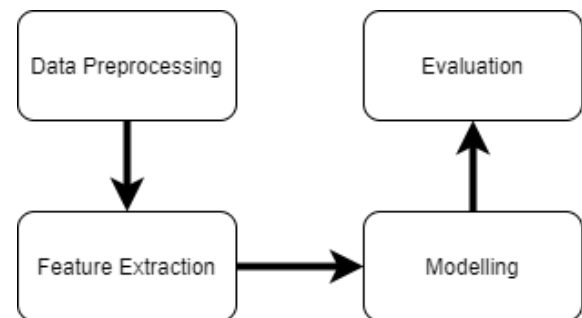 Data Preprocessing
Feature Extraction
Modelling
Evaluation